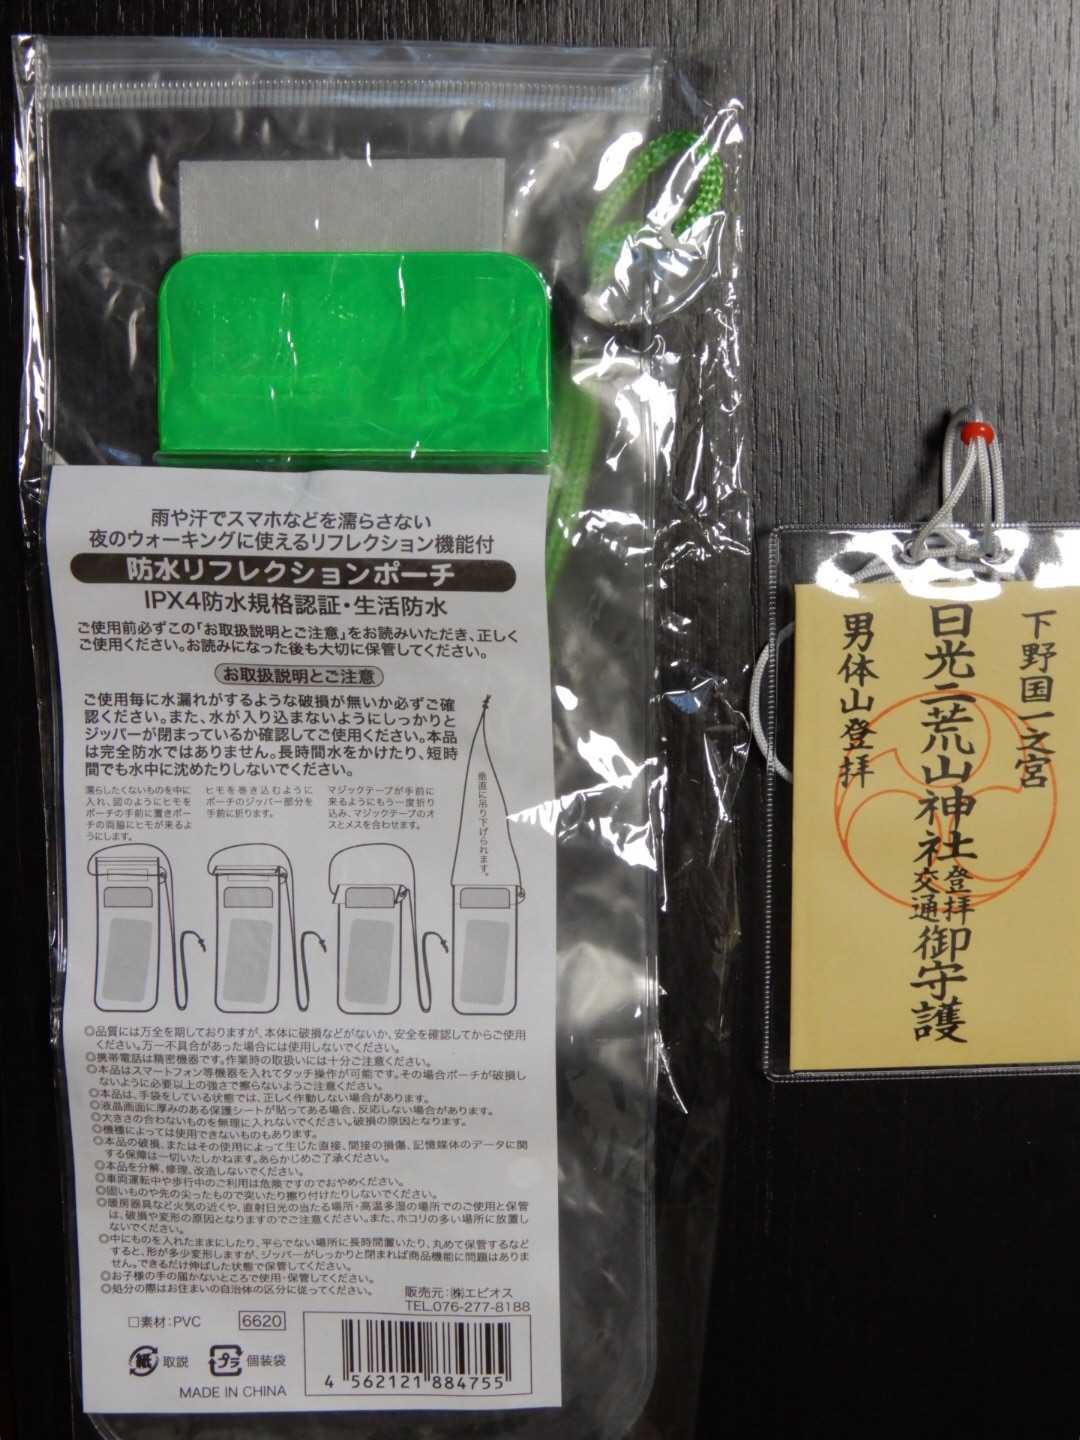 雨や汗でスマホなどを濡らさない
夜のウォーキングに使えるリフレクション機能付
防水リフレクションポーチ
IPX4防水規格認証・生活防水
ご使用前必ずこの「お取扱説明とご注意」をお読みいただき、正しく
ご使用ください。お読みになった後も大切に保管してください。
お取扱説明とご注意
ご使用毎に水漏れがするような破損が無いか必ずご確
認ください。また、水が入り込まないようにしっかりと
ジッパーが閉まっているか確認してご使用ください。本品
は完全防水ではありません。長時間水をかけたり、短時
間でも水中に沈めたりしないでください。
濡らしたくないものを中に
入れ、図のようにヒモを
ポーチの手前に置きポー
チの両脇にヒモが来るよ
うにします。
ヒモを巻き込むように
ポーチのジッパー部分を
手前に折ります。
マジックテープが手前に
来るようにもう一度折り
込み、マジックテープのオ
スとメスを合わせます。
垂直に吊り下げられます。
◎品質には万全を期しておりますが、本体に破損などがないか、安全を確認してからご使用
ください。万一不具合があった場合には使用しないでください。
◎携帯電話は精密機器です。作業時の取扱いには十分ご注意ください。
◎本品はスマートフォン等機器を入れてタッチ操作が可能です。その場合ポーチが破損し
ないように必要以上の強さで擦らないようご注意ください。
◎本品は、手袋をしている状態では、正しく作動しない場合があります。
◎液晶画面に厚みのある保護シートが貼ってある場合、反応しない場合があります。
◎大きさの合わないものを無理に入れないでください。破損の原因となります。
◎機種によっては使用できないものもあります。
◎本品の破損、またはその使用によって生じた直接、間接の損傷、記憶媒体のデータに関
する保障は一切いたしかねます。あらかじめご了承ください。
◎本品を分解、修理、改造しないでください。
◎車両運転中や歩行中のご利用は危険ですのでおやめください。
◎固いものや先の尖ったもので突いたり擦り付けたりしないでください。
◎暖房器具など火気の近くや、直射日光の当たる場所・高温多湿の場所でのご使用と保管
は、破損や変形の原因となりますのでご注意ください。また、ホコリの多い場所に放置し
ないでください。
◎中にものを入れたままにしたり、平らでない場所に長時間置いたり、丸めて保管するなど
すると、形が多少変形しますが、ジッパーがしっかりと閉まれば商品機能に問題はありま
せん。できるだけ伸ばした状態で保管してください。
◎お子様の手の届かないところで使用・保管してください。
◎処分の際はお住まいの自治体の区分に従ってください。
販売元:㈱エピオス
TEL.076-277-8188
□素材:PVC
6620
紙 取説
プラ 個装袋
MADE IN CHINA
4 562121 884755
下野国一之宮
日光二荒山神社登拝交通御守護
男体山登拝